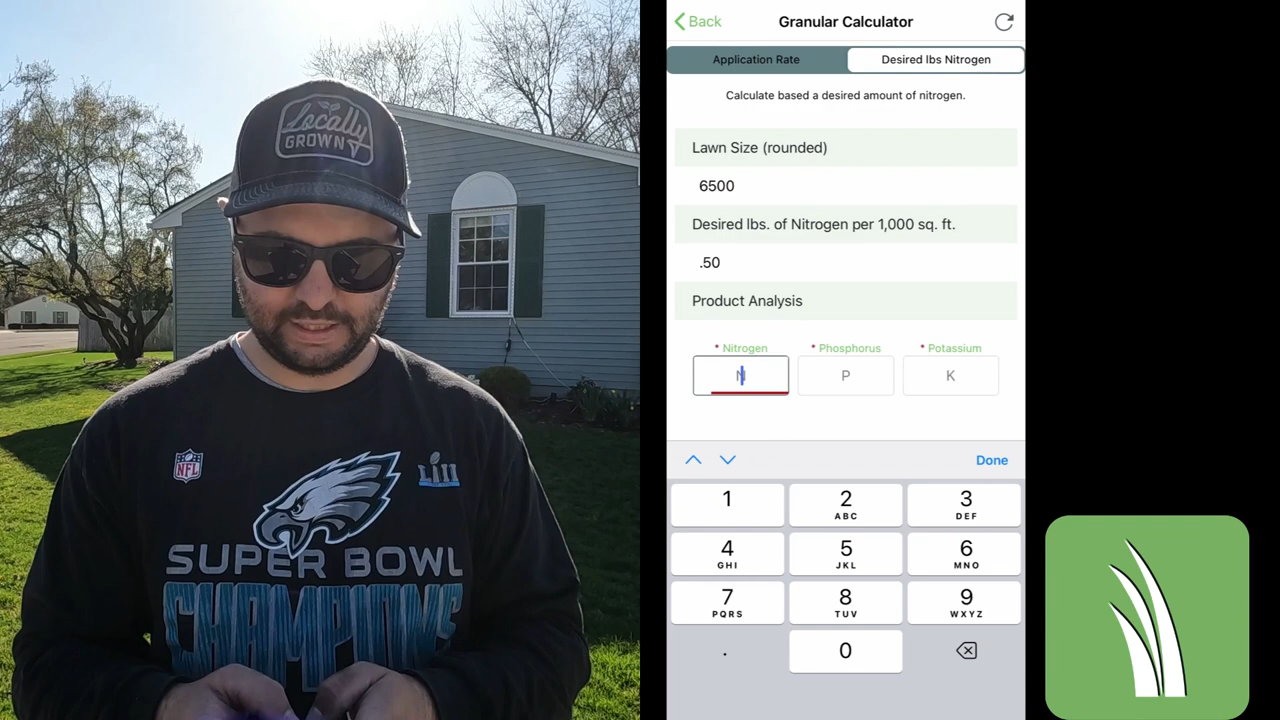 Locally
GROWN
NFL
LII
SUPER BOWL
CHAMPIONS
Back
Granular Calculator
Application Rate
Desired lbs Nitrogen
Calculate based a desired amount of nitrogen.
Lawn Size (rounded)
6500
Desired lbs. of Nitrogen per 1,000 sq. ft.
.50
Product Analysis
* Nitrogen
* Phosphorus
* Potassium
N
P
K
Done
1
2
ABC
3
DEF
4
GHI
5
JKL
6
MNO
7
PQRS
8
TUV
9
WXYZ
.
0